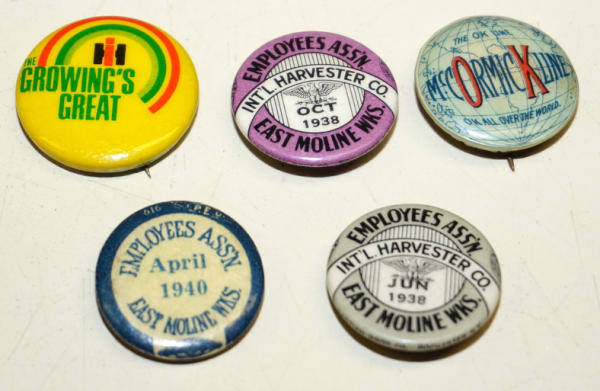 IH
THE
GROWING'S
GREAT
EMPLOYEES ASS'N
INT'L. HARVESTER CO.
OCT
1938
EAST MOLINE WKS.
THE OK LINE
McCORMICK LINE
OK ALL OVER THE WORLD.
EMPLOYEES ASS'N.
April
1940
EAST MOLINE WKS.
EMPLOYEES ASS'N
INT'L. HARVESTER CO.
JUN
1938
EAST MOLINE WKS.